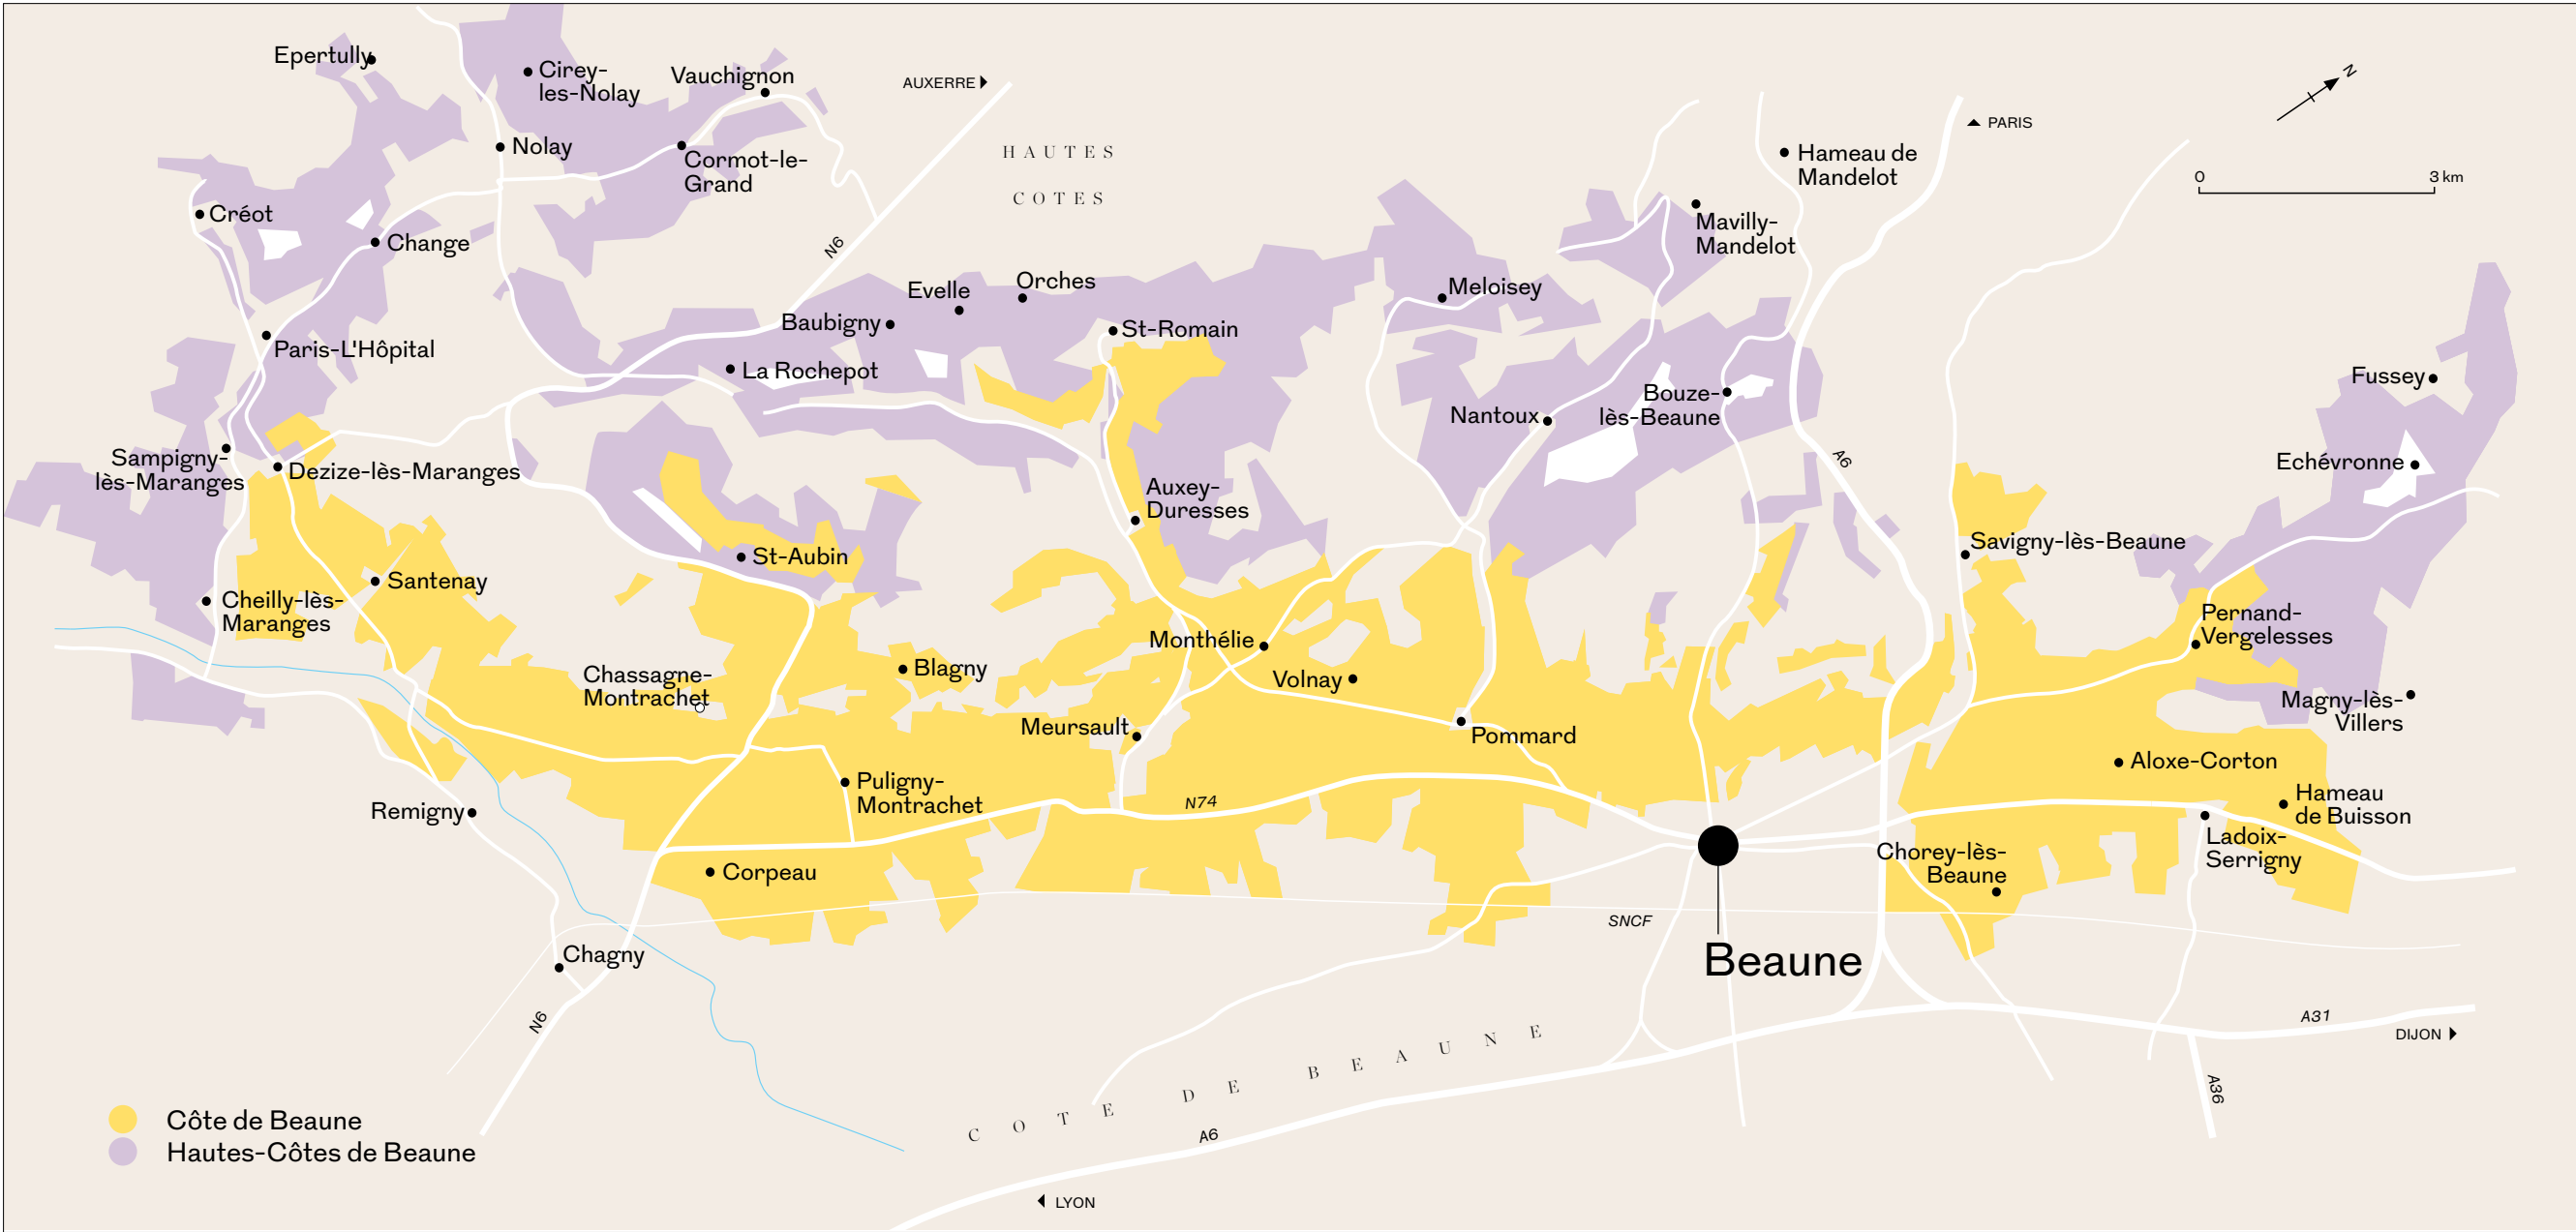 Epertully
Cirey-
les-Nolay
Vauchignon
AUXERRE
N
PARIS
Nolay
Cormot-le-
Grand
HAUTES
COTES
Hameau de
Mandelot
0
3 km
Créot
Change
N6
Mavilly-
Mandelot
Evelle
Orches
Meloisey
Baubigny
St-Romain
Paris-L'Hôpital
La Rochepot
Fussey
Nantoux
Bouze-
lès-Beaune
Sampigny-
lès-Maranges
Dezize-lès-Maranges
A6
Echévronne
Auxey-
Duresses
St-Aubin
Savigny-lès-Beaune
Santenay
Cheilly-lès-
Maranges
Pernand-
Vergelesses
Monthélie
Blagny
Chassagne-
Montrachet
Volnay
Magny-lès-
Villers
Meursault
Pommard
Aloxe-Corton
Puligny-
Montrachet
N74
Hameau
de Buisson
Remigny
Ladoix-
Serrigny
Chorey-lès-
Beaune
Corpeau
SNCF
Chagny
Beaune
N6
A31
DIJON
COTE DE BEAUNE
A36
Côte de Beaune
Hautes-Côtes de Beaune
A6
LYON